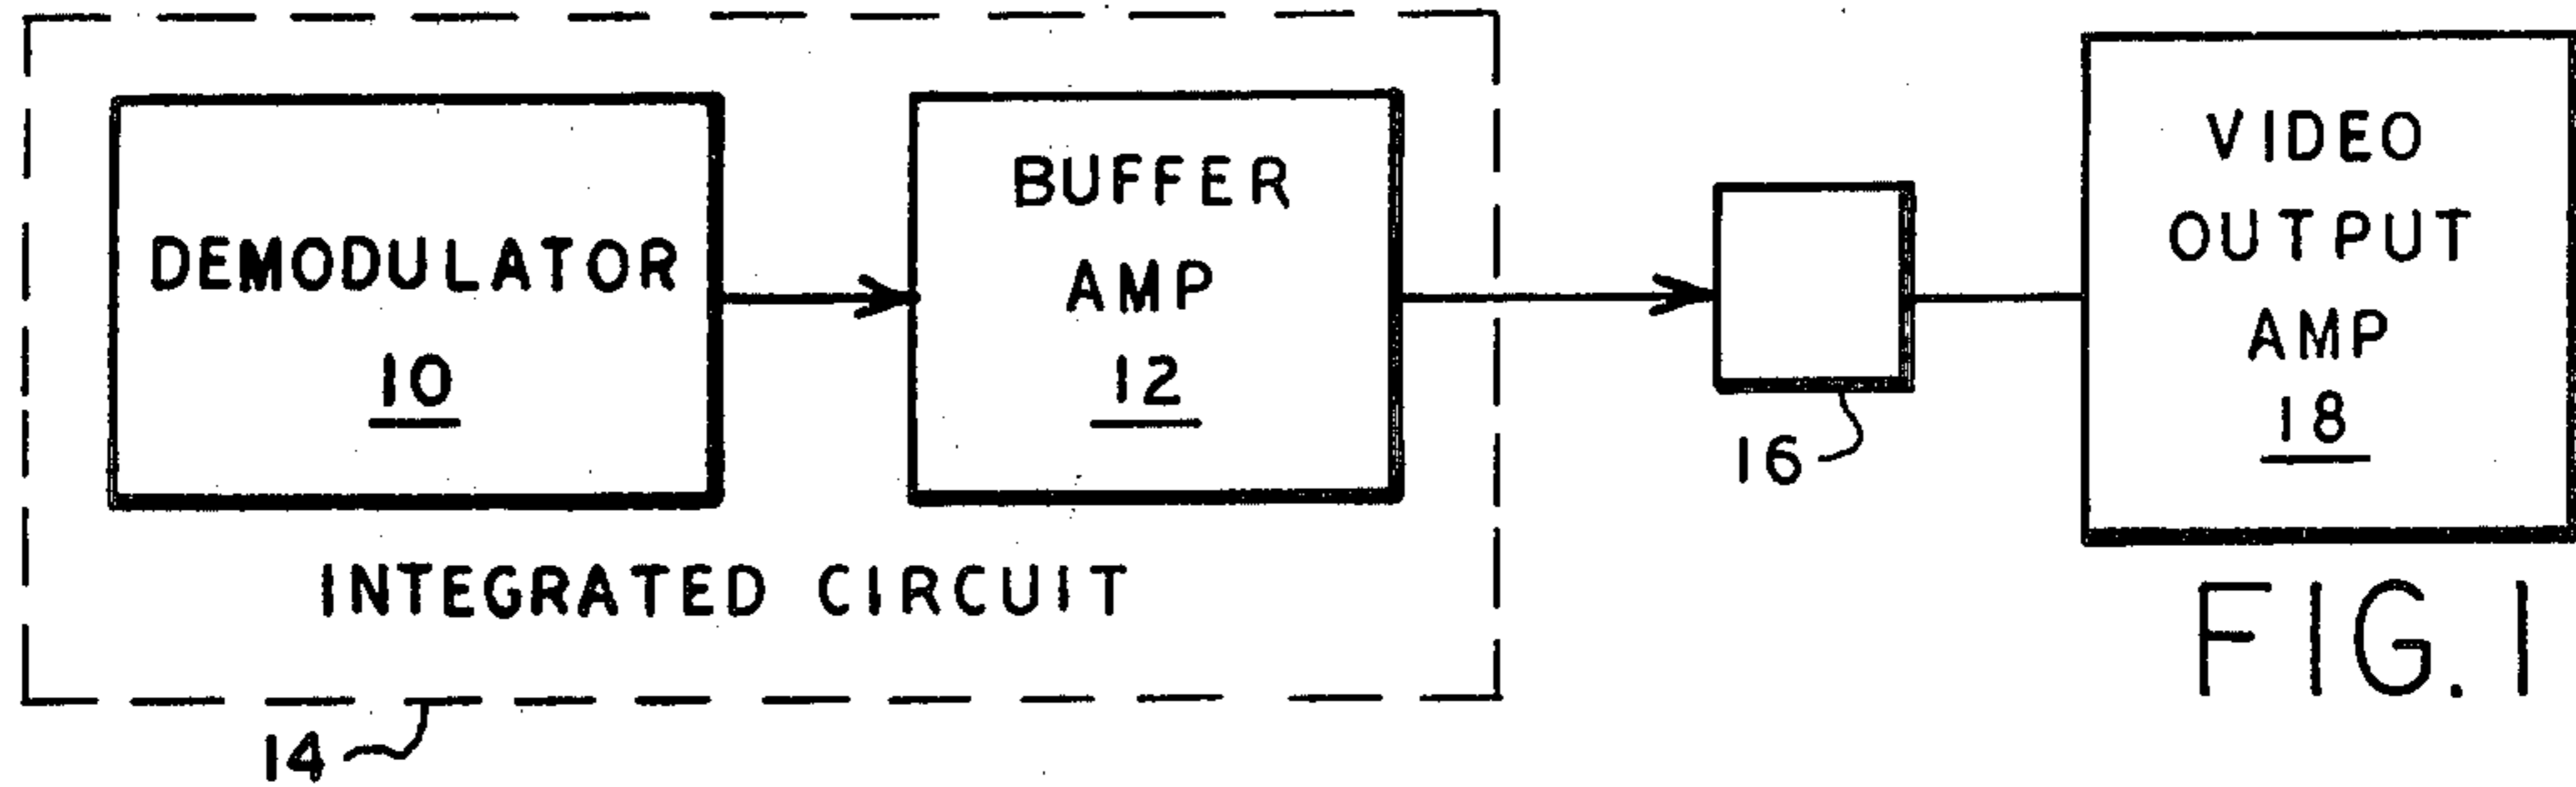 DEMODULATOR
10
BUFFER
AMP
12
INTEGRATED CIRCUIT
14
16
VIDEO
OUTPUT
AMP
18
FIG. 1